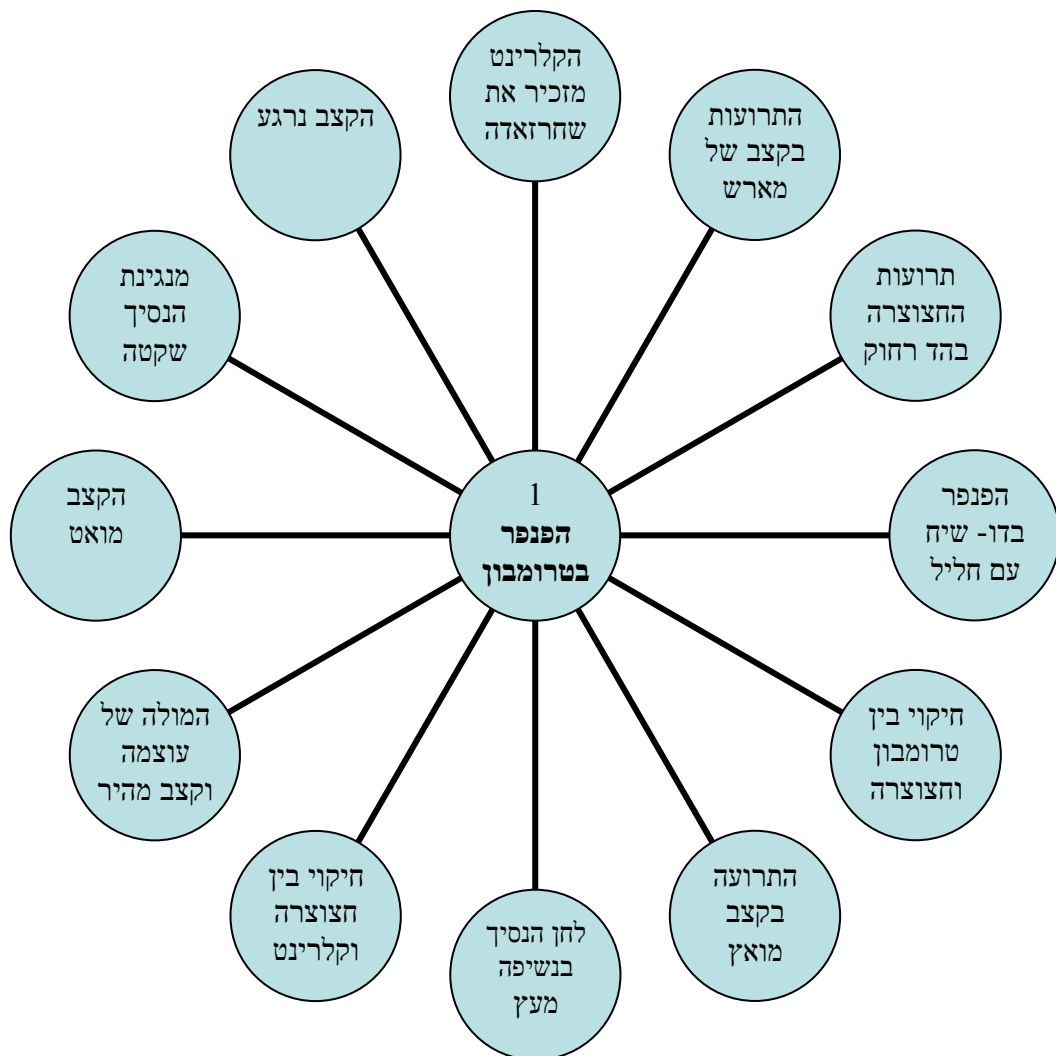 הקלרינט
מזכיר את
שחרזאדה
התרועות
בקצב של
מארש
תרועות
החצוצרה
בהד רחוק
הפנפר
בדו- שיח
עם חליל
חיקוי בין
טרומבון
וחצוצרה
התרועה
בקצב
מואץ
לחן הנסיך
בנשיפה
מעץ
חיקוי בין
חצוצרה
וקלרינט
המולה של
עוצמה
וקצב מהיר
הקצב
מואט
מנגינת
הנסיך
שקטה
הקצב נרגע
1
הפנפר
בטרומבון